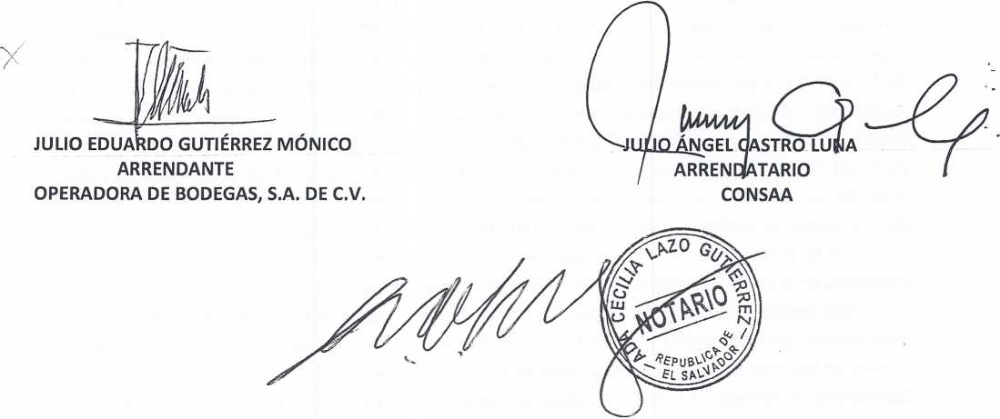 JULIO EDUARDO GUTIÉRREZ MÓNICO
ARRENDANTE
OPERADORA DE BODEGAS, S.A. DE C.V.
JULIO ÁNGEL CASTRO LUNA
ARRENDATARIO
CONSAA
ADA CECILIA LAZO GUTIERREZ
NOTARIO
REPUBLICA DE
EL SALVADOR